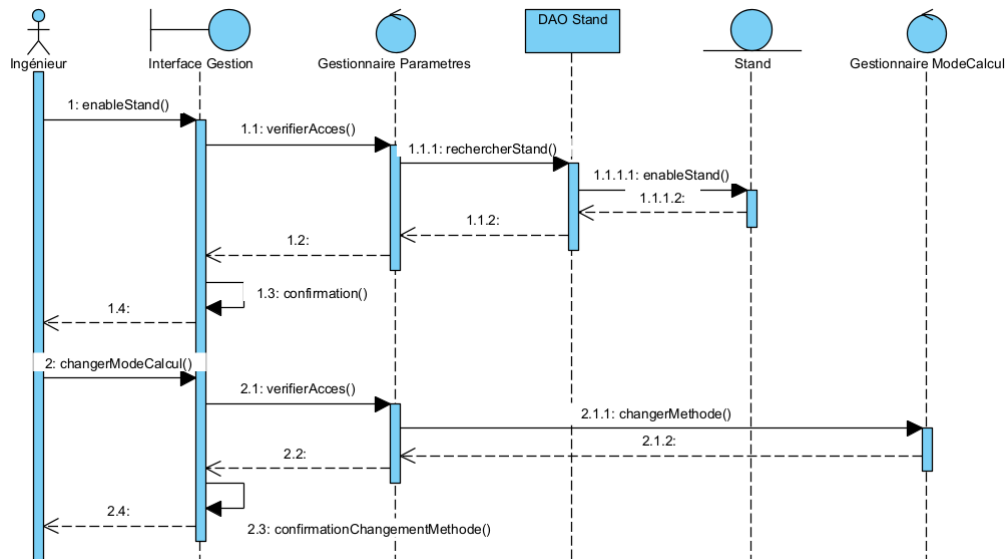 DAO Stand
Ingénieur
Interface Gestion
Gestionnaire Parametres
Stand
Gestionnaire ModeCalcul
1: enableStand()
1.1: verifierAcces()
1.1.1: rechercherStand()
1.1.1.1: enableStand()
1.1.1.2:
1.1.2:
1.2:
1.3: confirmation()
1.4:
2: changerModeCalcul()
2.1: verifierAcces()
2.1.1: changerMethode()
2.1.2:
2.2:
2.4:
2.3: confirmationChangementMethode()